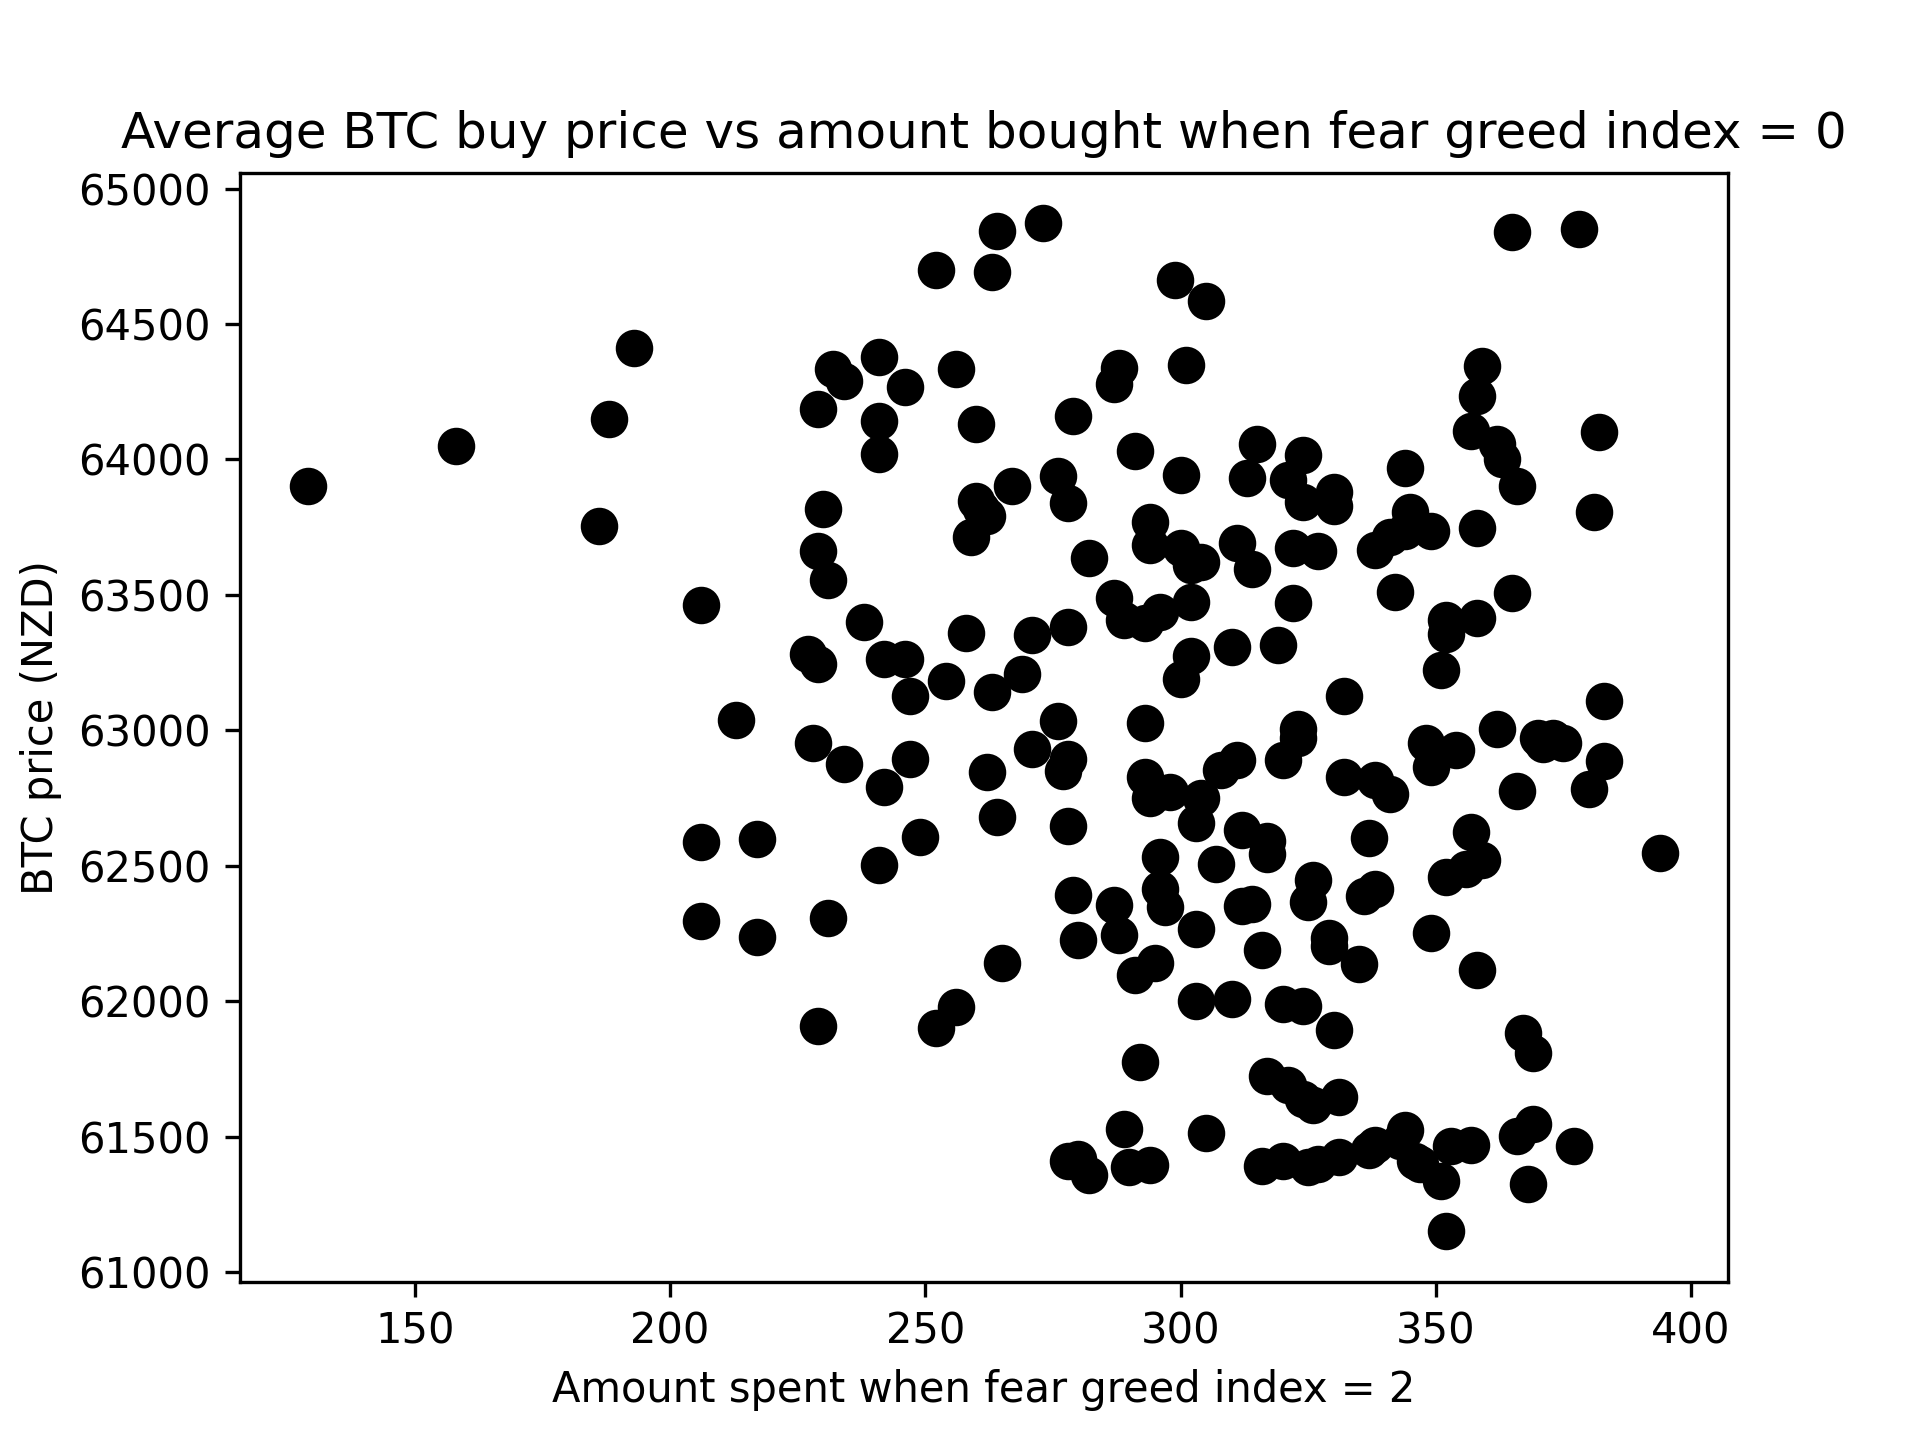 Average BTC buy price vs amount bought when fear greed index = 0
65000
64500
64000
63500
63000
62500
62000
61500
61000
BTC price (NZD)
150 200 250 300 350 400
Amount spent when fear greed index = 2